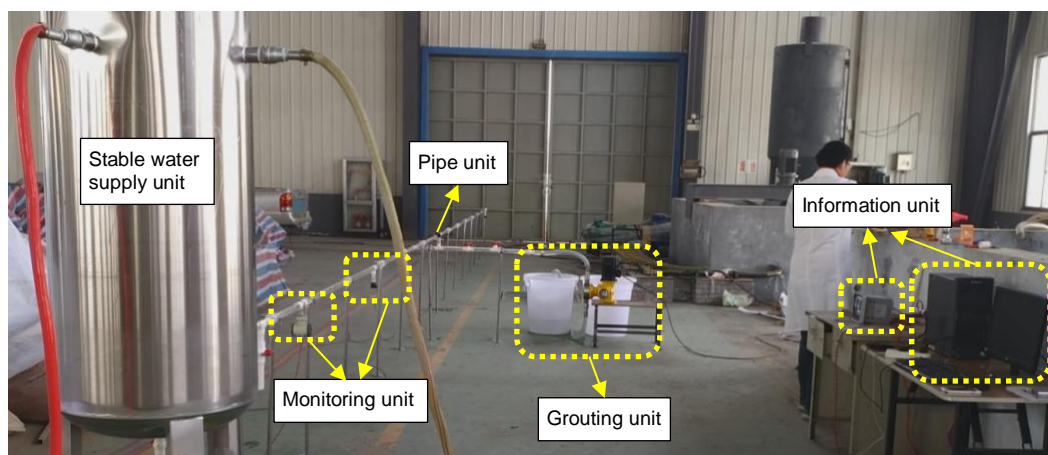 Stable water
supply unit
Pipe unit
Information unit
Monitoring unit
Grouting unit